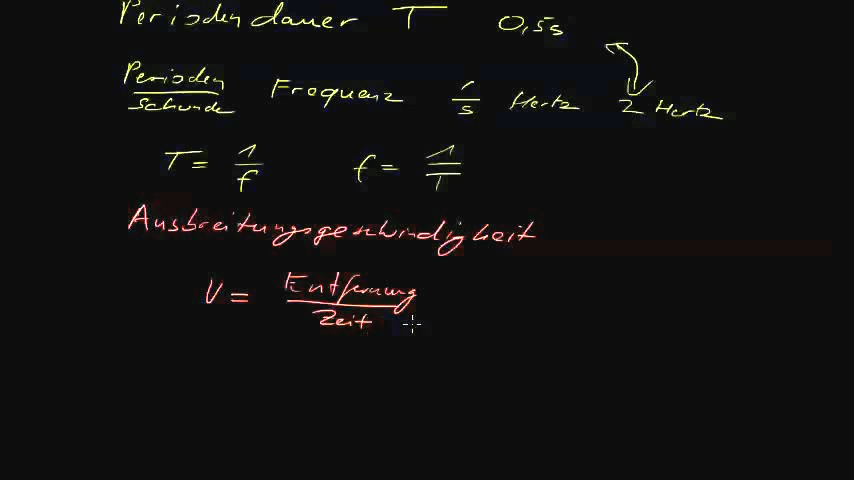 Periodendauer T 0,5s
Perioden / Sekunde Frequenz 1/s Hertz 2 Hertz
T = 1/f f = 1/T
Ausbreitungsgeschwindigkeit
V = Entfernung / Zeit